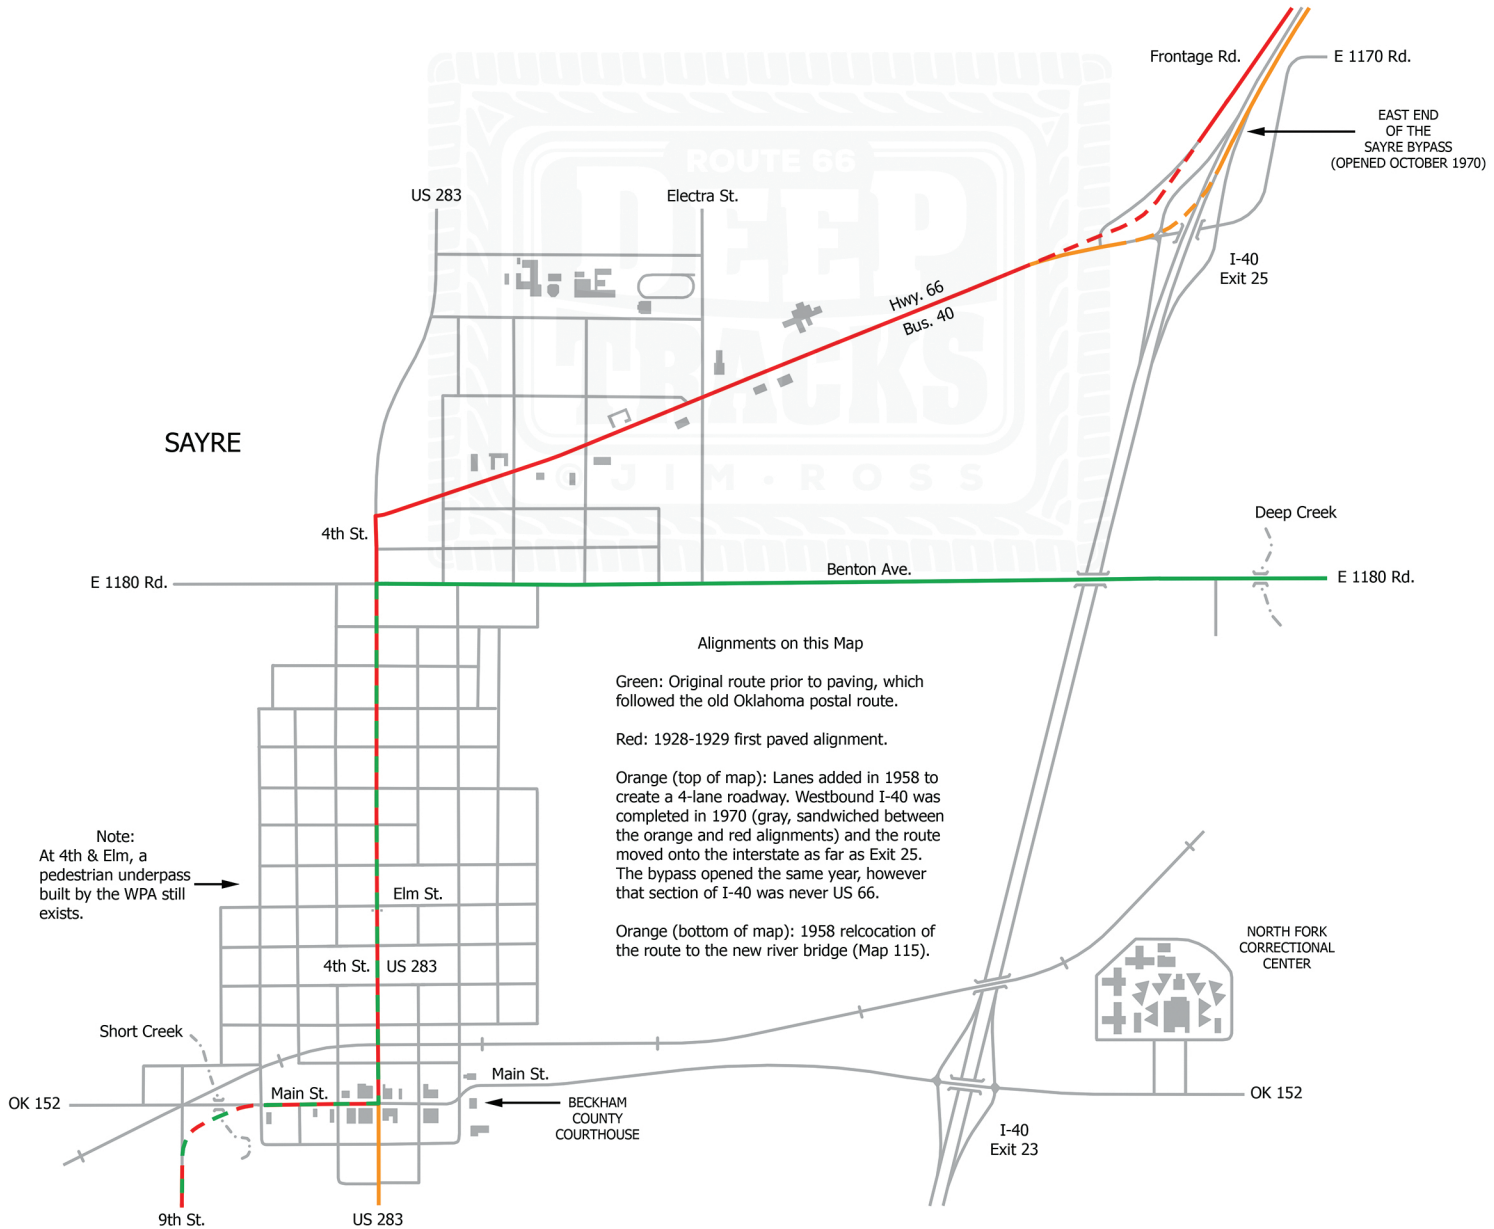 Frontage Rd.
E 1170 Rd.
EAST END
OF THE
SAYRE BYPASS
(OPENED OCTOBER 1970)
ROUTE 66
DEEP
TRACKS
© JIM · ROSS
US 283
Electra St.
I-40
Exit 25
Hwy. 66
Bus. 40
SAYRE
4th St.
Deep Creek
E 1180 Rd.
Benton Ave.
E 1180 Rd.
Alignments on this Map
Green: Original route prior to paving, which
followed the old Oklahoma postal route.
Red: 1928-1929 first paved alignment.
Orange (top of map): Lanes added in 1958 to
create a 4-lane roadway. Westbound I-40 was
completed in 1970 (gray, sandwiched between
the orange and red alignments) and the route
moved onto the interstate as far as Exit 25.
The bypass opened the same year, however
that section of I-40 was never US 66.
Orange (bottom of map): 1958 relcocation of
the route to the new river bridge (Map 115).
Note:
At 4th & Elm, a
pedestrian underpass
built by the WPA still
exists.
Elm St.
4th St.
US 283
NORTH FORK
CORRECTIONAL
CENTER
Short Creek
Main St.
Main St.
OK 152
BECKHAM
COUNTY
COURTHOUSE
OK 152
I-40
Exit 23
9th St.
US 283